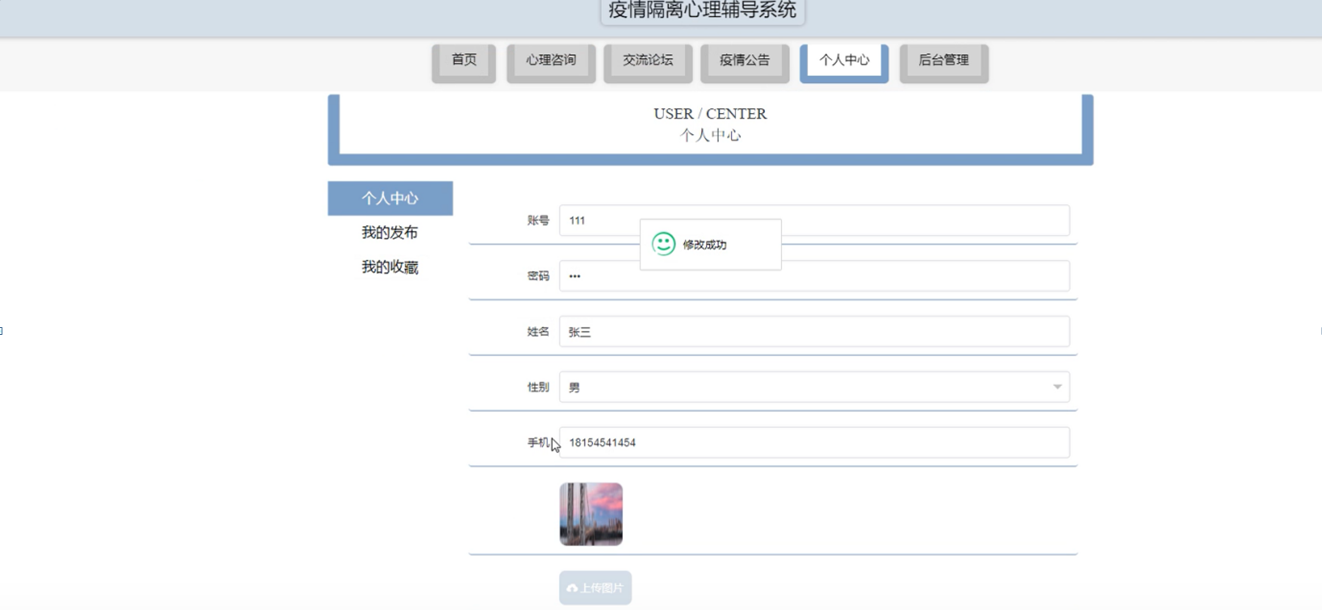 疫情隔离心理辅导系统
首页 心理咨询 交流论坛 疫情公告 个人中心 后台管理
USER / CENTER
个人中心
个人中心
我的发布
我的收藏
账号 111
修改成功
密码 •••
姓名 张三
性别 男
手机 18154541454
上传图片